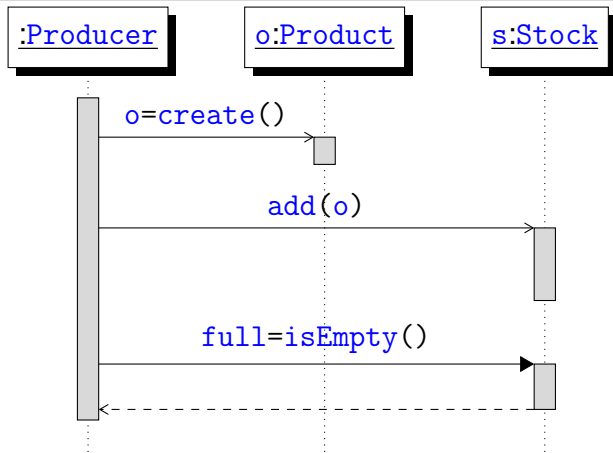 :Producer
o:Product
s:Stock
o=create()
add(o)
full=isEmpty()